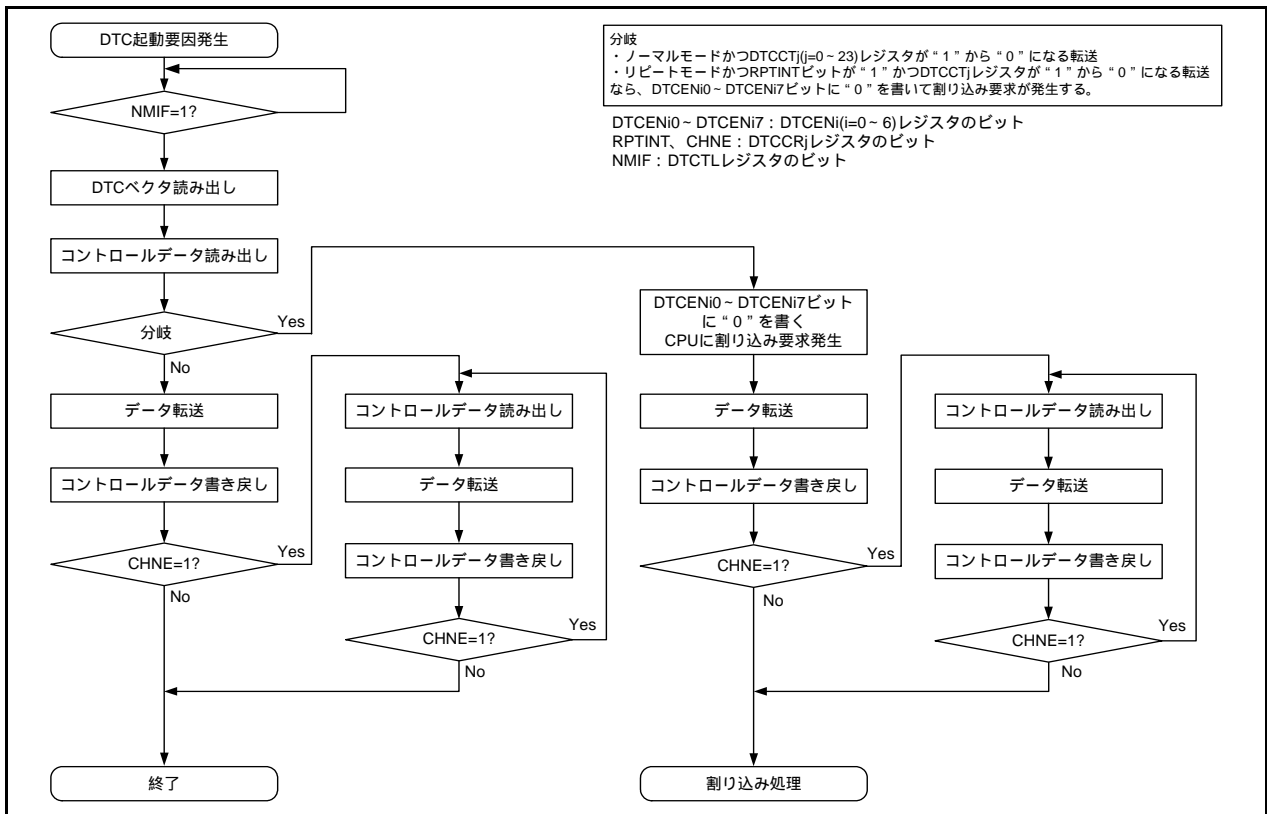 DTC起動要因発生
NMIF=1?
DTCベクタ読み出し
コントロールデータ読み出し
分岐
Yes
No
データ転送
コントロールデータ書き戻し
CHNE=1?
Yes
No
終了
コントロールデータ読み出し
データ転送
コントロールデータ書き戻し
CHNE=1?
Yes
No
分岐
・ノーマルモードかつDTCCTj(j=0~23)レジスタが“1”から“0”になる転送
・リピートモードかつRPTINTビットが“1”かつDTCCTjレジスタが“1”から“0”になる転送
なら、DTCENi0~DTCENi7ビットに“0”を書いて割り込み要求が発生する。
DTCENi0~DTCENi7:DTCENi(i=0~6)レジスタのビット
RPTINT、CHNE:DTCCRjレジスタのビット
NMIF:DTCTLレジスタのビット
DTCENi0~DTCENi7ビット
に“0”を書く
CPUに割り込み要求発生
データ転送
コントロールデータ書き戻し
CHNE=1?
Yes
No
割り込み処理
コントロールデータ読み出し
データ転送
コントロールデータ書き戻し
CHNE=1?
Yes
No